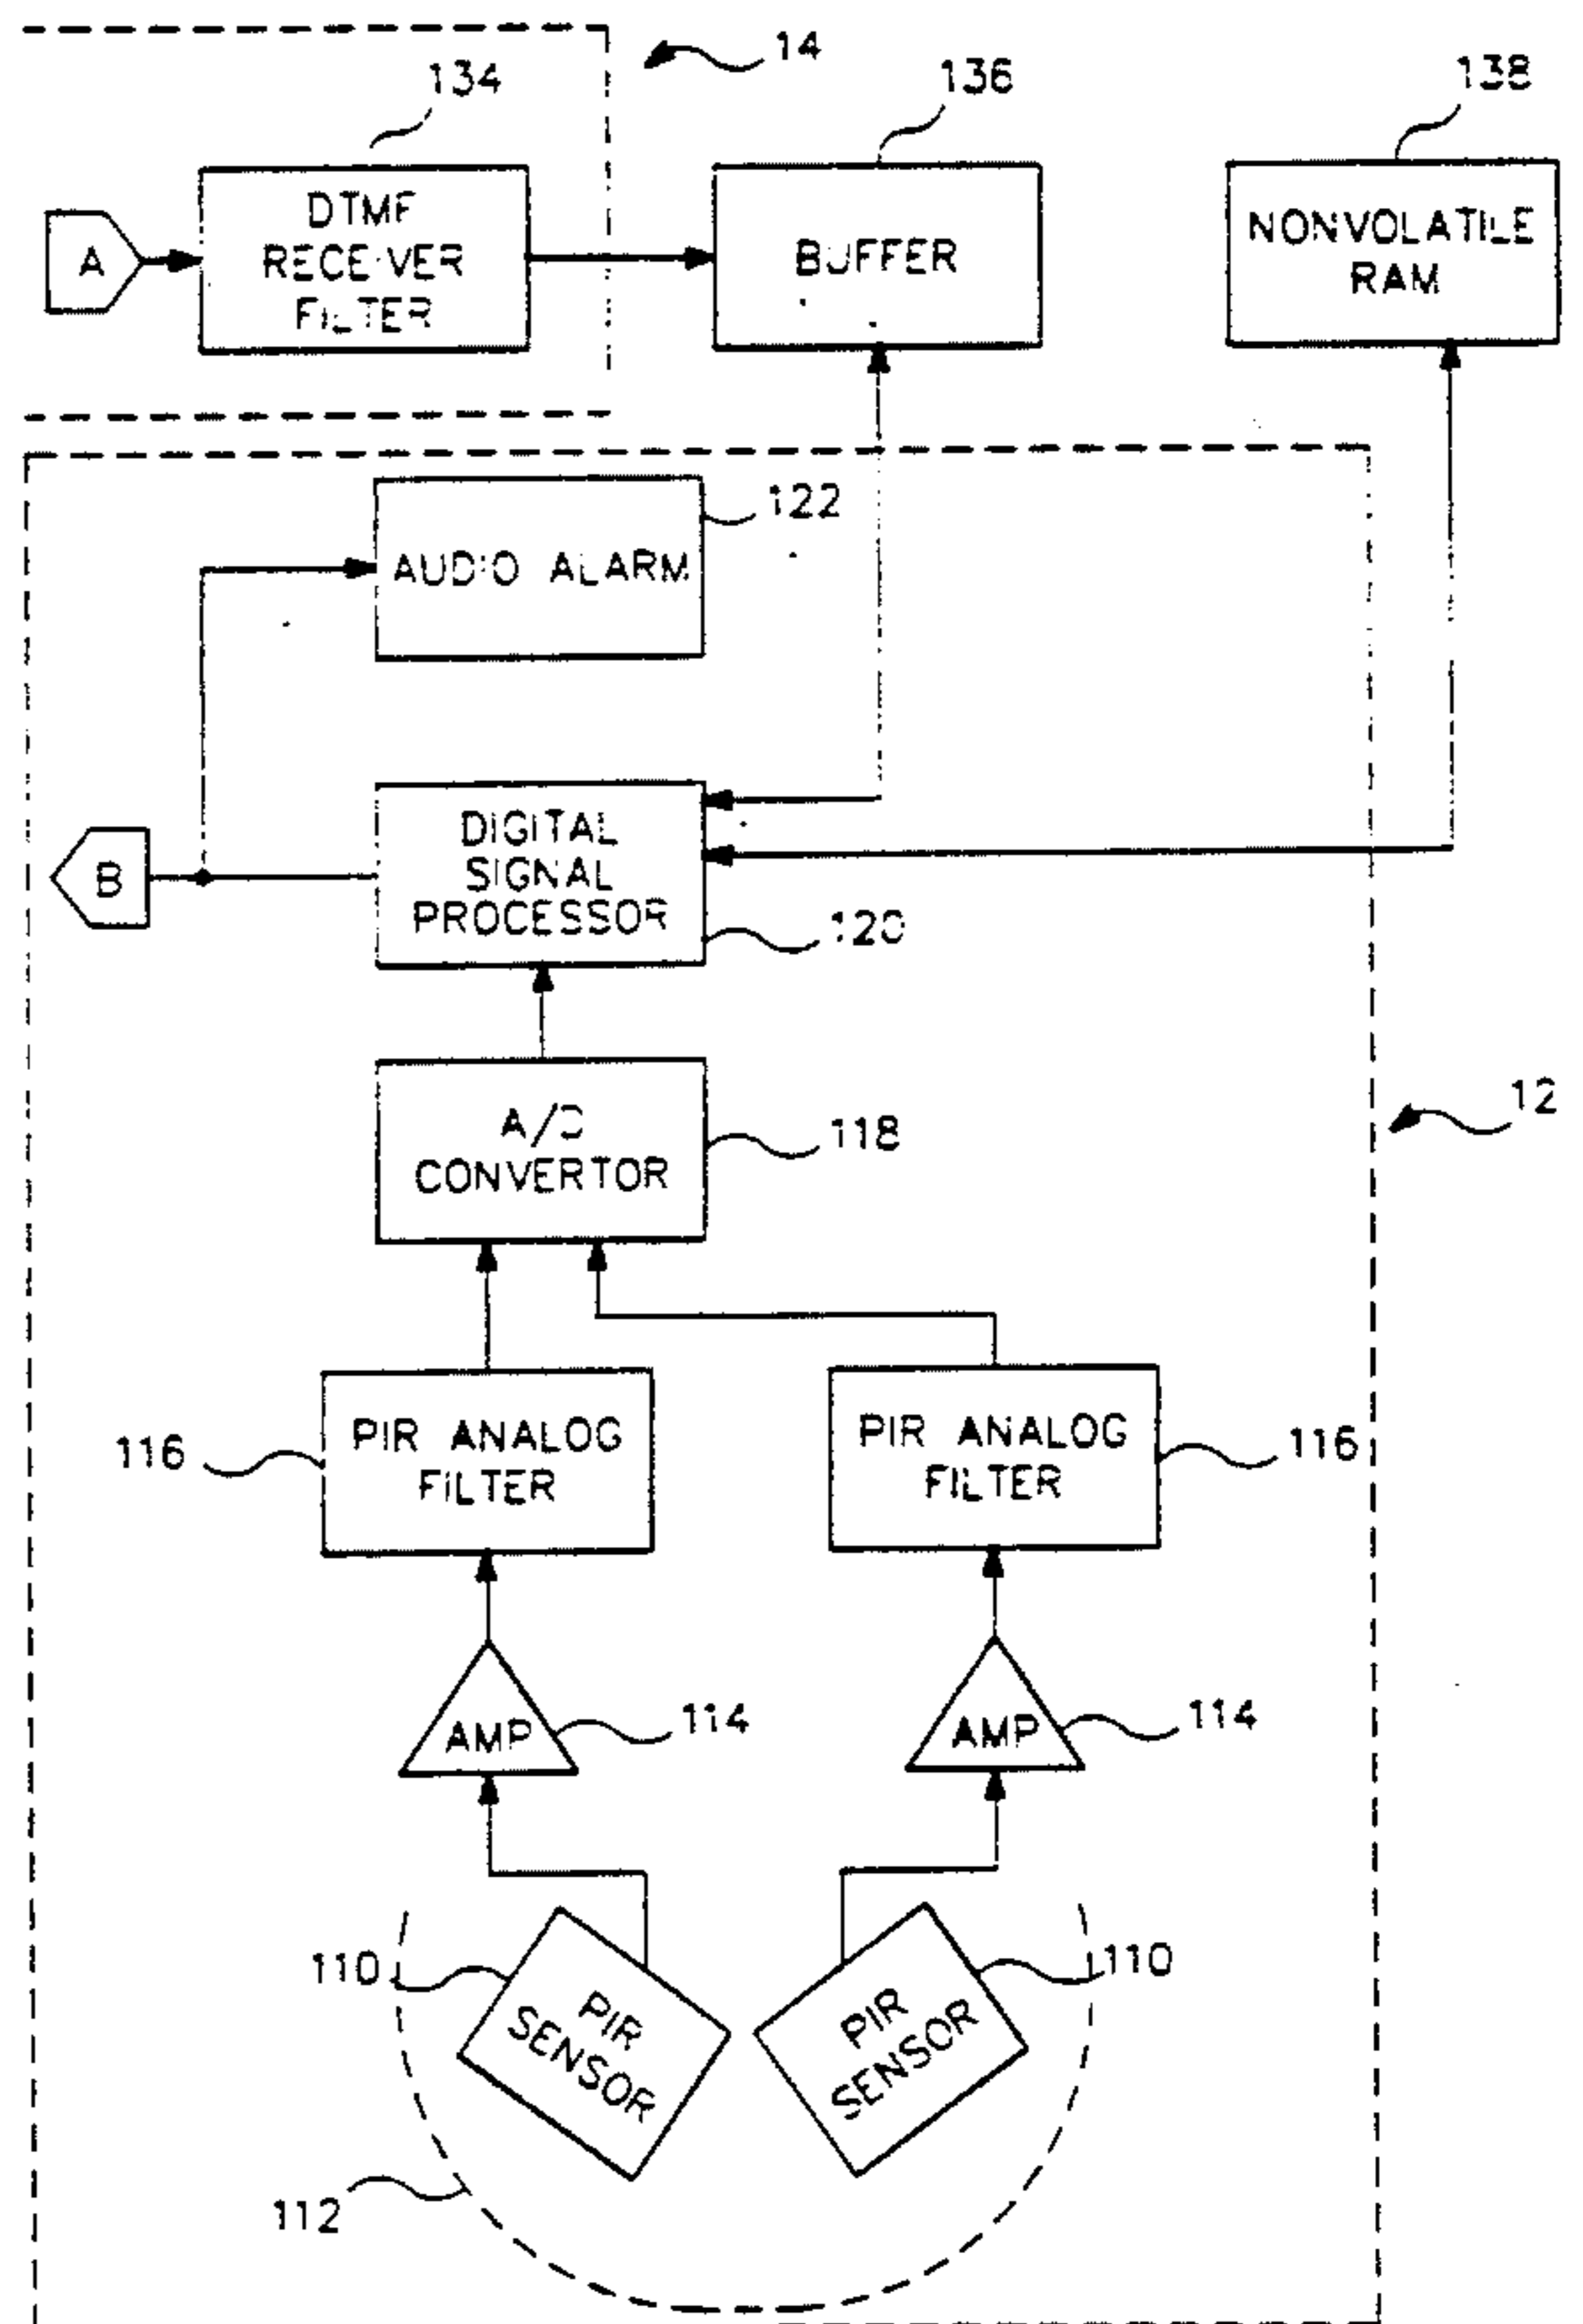 14
134
136
138
A
DTMF
RECEIVER
FILTER
BUFFER
NONVOLATILE
RAM
122
AUDIO ALARM
DIGITAL
SIGNAL
PROCESSOR
B
120
A/D
CONVERTOR
118
12
PIR ANALOG
FILTER
116
PIR ANALOG
FILTER
116
AMP
114
AMP
114
110
PIR
SENSOR
PIR
SENSOR
110
112